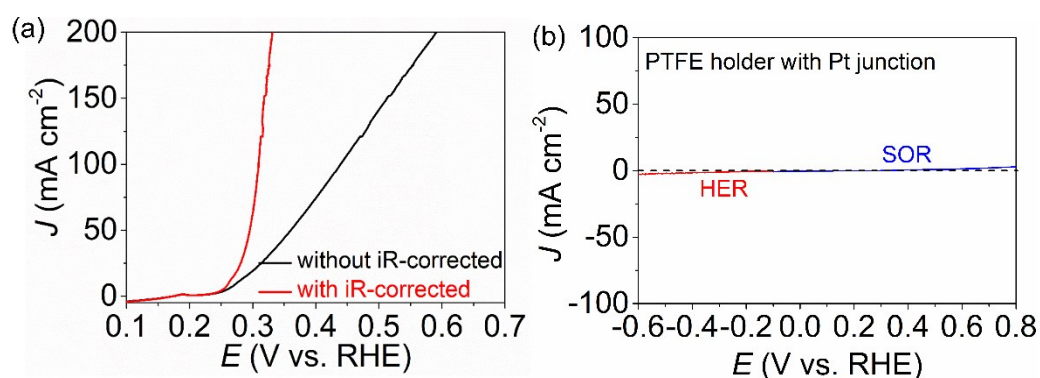 (a)
200
150
100
50
0
J (mA cm-2)
without iR-corrected
with iR-corrected
0.1 0.2 0.3 0.4 0.5 0.6 0.7
E (V vs. RHE)
(b)
100
50
0
-50
-100
J (mA cm-2)
PTFE holder with Pt junction
SOR
HER
-0.6 -0.4 -0.2 0.0 0.2 0.4 0.6 0.8
E (V vs. RHE)